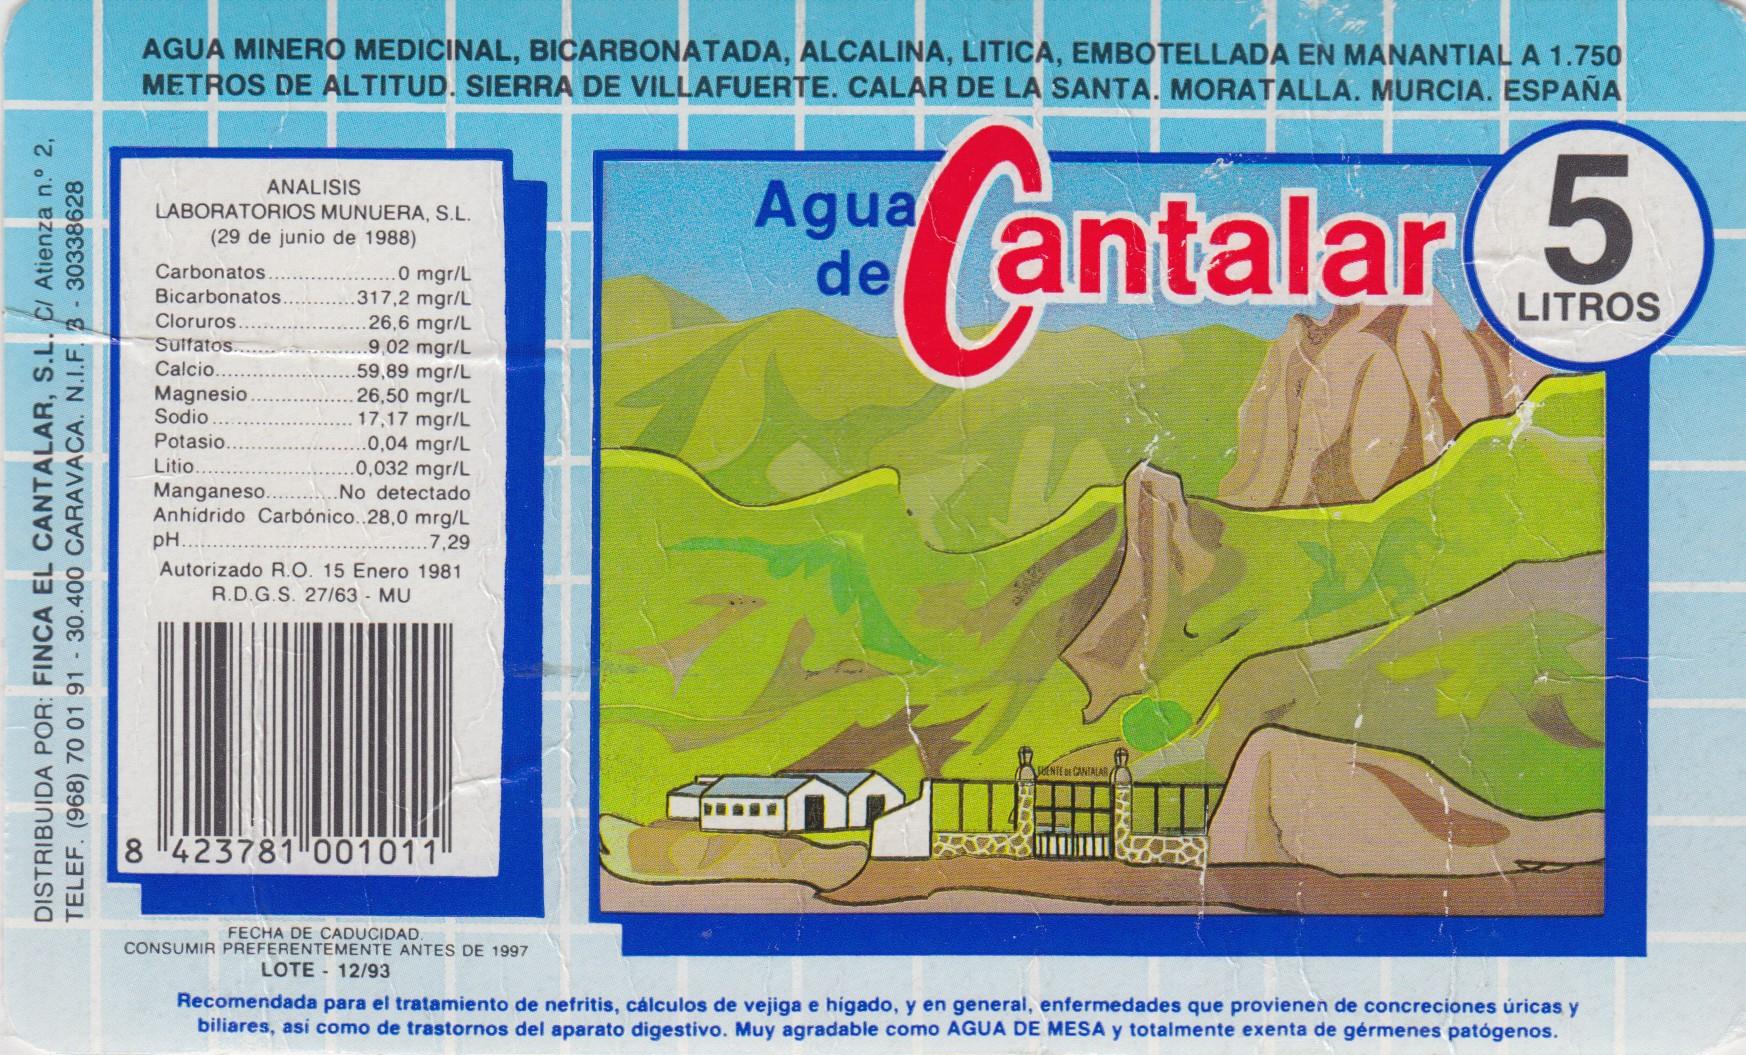 AGUA MINERO MEDICINAL, BICARBONATADA, ALCALINA, LITICA, EMBOTELLADA EN MANANTIAL A 1.750
METROS DE ALTITUD. SIERRA DE VILLAFUERTE. CALAR DE LA SANTA. MORATALLA. MURCIA. ESPAÑA
DISTRIBUIDA POR: FINCA EL CANTALAR, S.L. C/ Atienza n.º 2,
TELEF. (968) 70 01 91 - 30.400 CARAVACA. N.I.F. B - 30338628
ANALISIS
LABORATORIOS MUNUERA, S.L.
(29 de junio de 1988)
Carbonatos....................0 mgr/L
Bicarbonatos...........317,2 mgr/L
Cloruros....................26,6 mgr/L
Sulfatos.....................9,02 mgr/L
Calcio......................59,89 mgr/L
Magnesio................26,50 mgr/L
Sodio...................... 17,17 mgr/L
Potasio......................0,04 mgr/L
Litio.........................0,032 mgr/L
Manganeso...........No detectado
Anhídrido Carbónico..28,0 mrg/L
pH.......................................7,29
Autorizado R.O. 15 Enero 1981
R.D.G.S. 27/63 - MU
8 423781 001011
FECHA DE CADUCIDAD.
CONSUMIR PREFERENTEMENTE ANTES DE 1997
LOTE - 12/93
Agua
de Cantalar
5
LITROS
FUENTE DE CANTALAR
Recomendada para el tratamiento de nefritis, cálculos de vejiga e hígado, y en general, enfermedades que provienen de concreciones úricas y
biliares, así como de trastornos del aparato digestivo. Muy agradable como AGUA DE MESA y totalmente exenta de gérmenes patógenos.